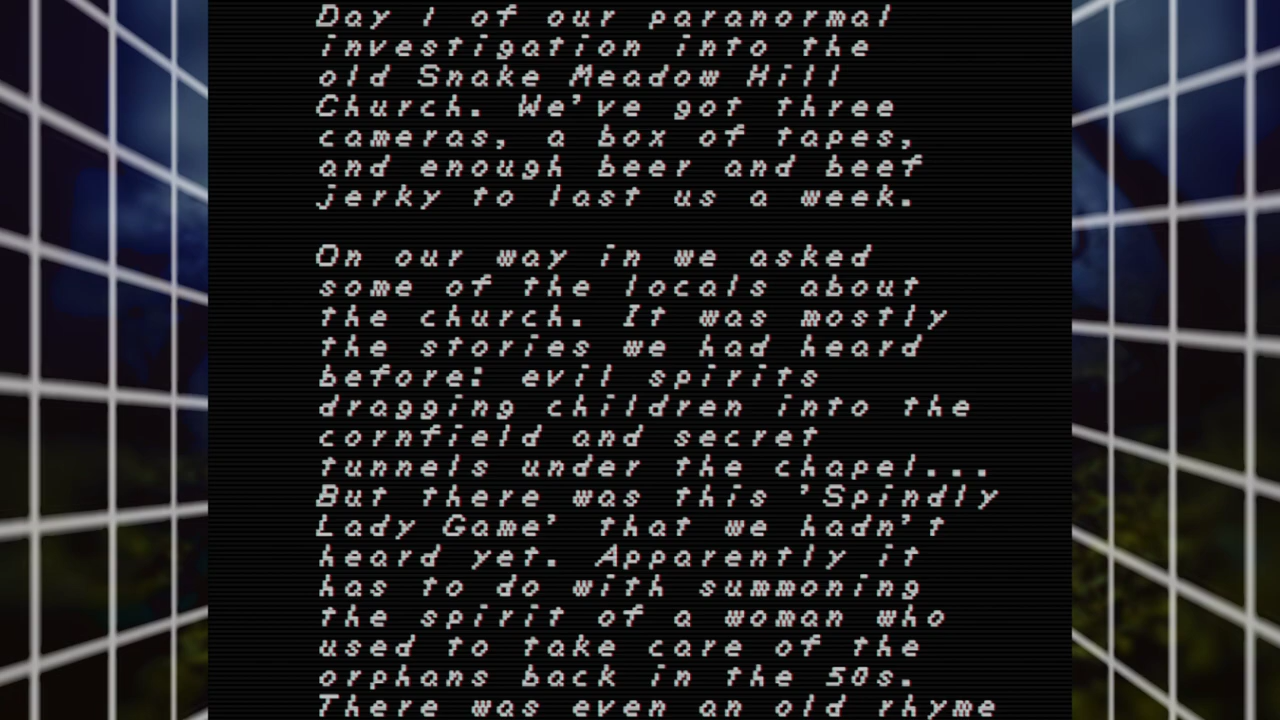 Day 1 of our paranormal
investigation into the
old Snake Meadow Hill
Church. We've got three
cameras, a box of tapes,
and enough beer and beef
jerky to last us a week.
On our way in we asked
some of the locals about
the church. It was mostly
the stories we had heard
before: evil spirits
dragging children into the
cornfield and secret
tunnels under the chapel...
But there was this 'Spindly
Lady Game' that we hadn't
heard yet. Apparently it
has to do with summoning
the spirit of a woman who
used to take care of the
orphans back in the 50s.
There was even an old rhyme